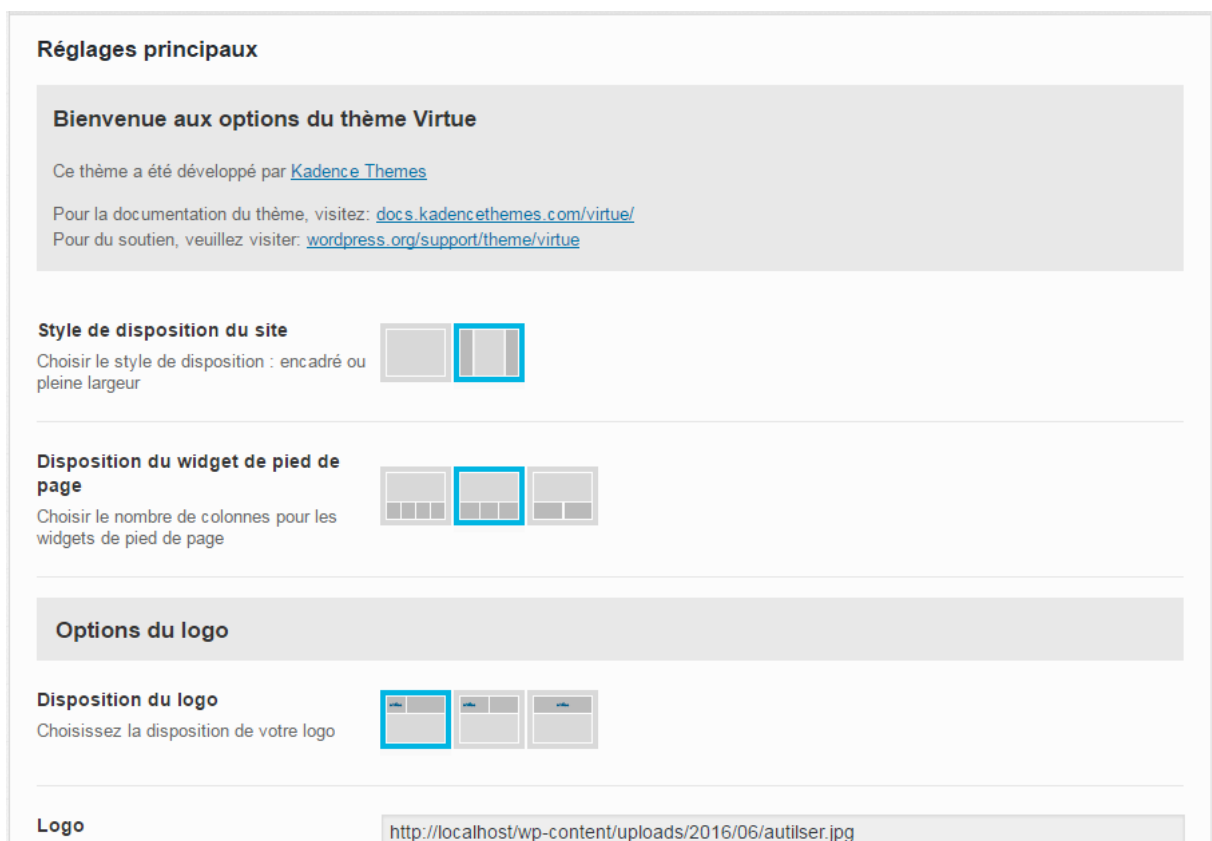 Réglages principaux
Bienvenue aux options du thème Virtue
Ce thème a été développé par Kadence Themes
Pour la documentation du thème, visitez: docs.kadencethemes.com/virtue/
Pour du soutien, veuillez visiter: wordpress.org/support/theme/virtue
Style de disposition du site
Choisir le style de disposition : encadré ou
pleine largeur
Disposition du widget de pied de
page
Choisir le nombre de colonnes pour les
widgets de pied de page
Options du logo
Disposition du logo
Choisissez la disposition de votre logo
Logo
http://localhost/wp-content/uploads/2016/06/autilser.jpg